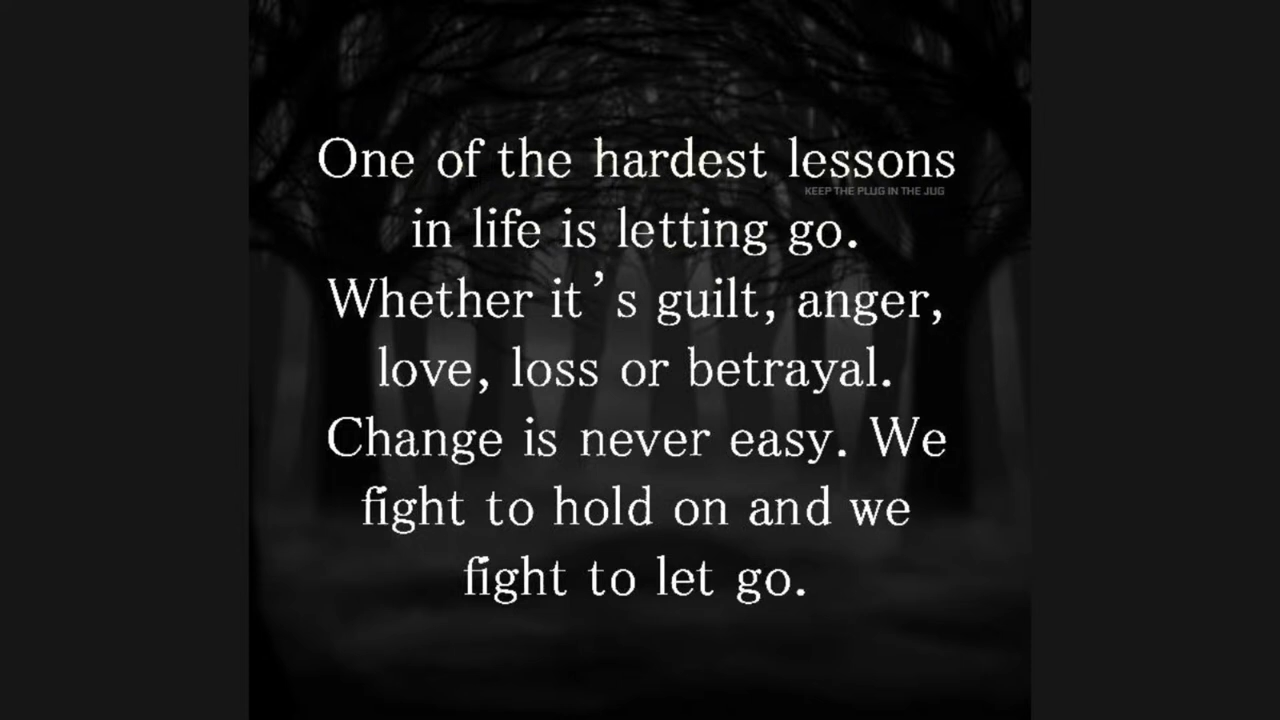 One of the hardest lessons
KEEP THE PLUG IN THE JUG
in life is letting go.
Whether it's guilt, anger,
love, loss or betrayal.
Change is never easy. We
fight to hold on and we
fight to let go.